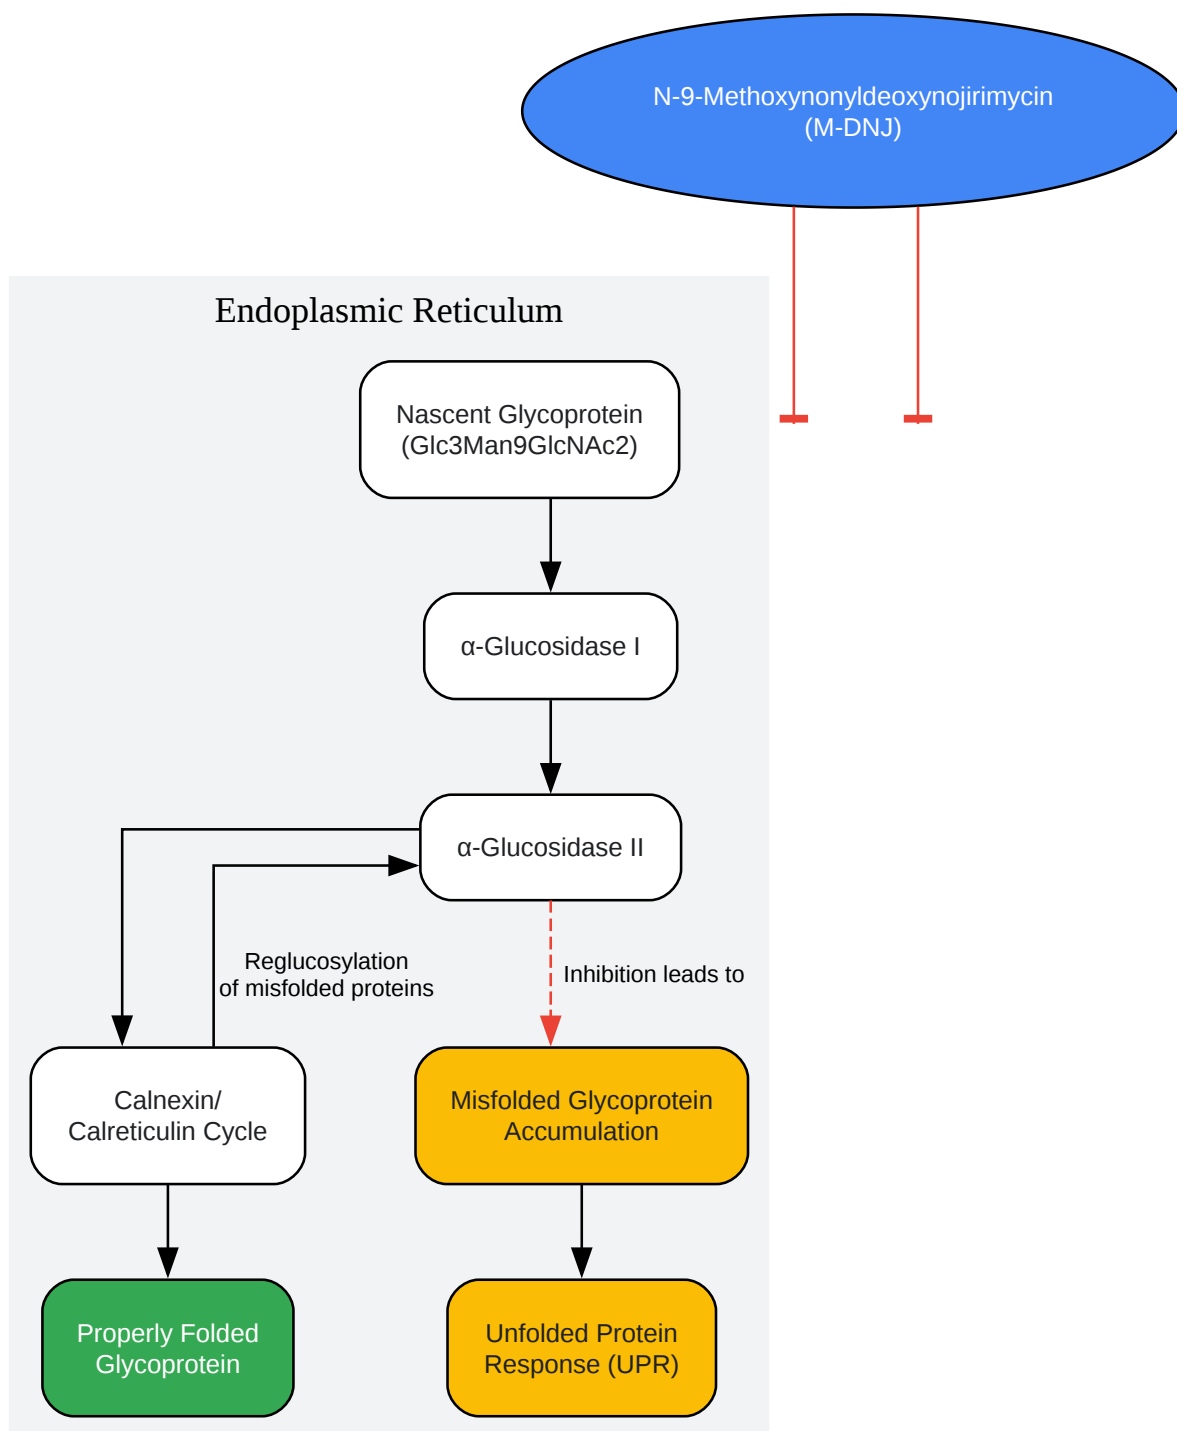 N-9-Methoxynonyldeoxynojirimycin
(M-DNJ)
Endoplasmic Reticulum
Nascent Glycoprotein
(Glc3Man9GlcNAc2)
α-Glucosidase I
α-Glucosidase II
Reglucosylation
of misfolded proteins
Inhibition leads to
Calnexin/
Calreticulin Cycle
Misfolded Glycoprotein
Accumulation
Properly Folded
Glycoprotein
Unfolded Protein
Response (UPR)